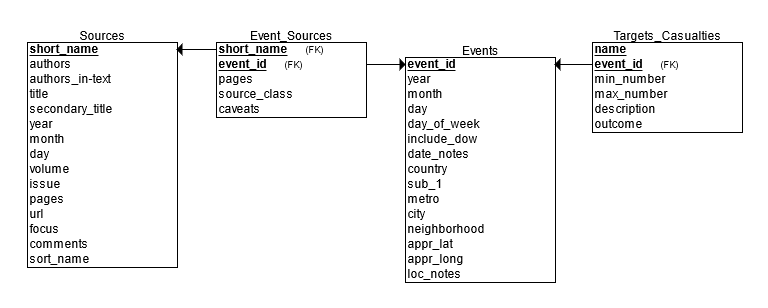 Sources
short_name
authors
authors_in-text
title
secondary_title
year
month
day
volume
issue
pages
url
focus
comments
sort_name
Event_Sources
short_name (FK)
event_id (FK)
pages
source_class
caveats
Events
event_id
year
month
day
day_of_week
include_dow
date_notes
country
sub_1
metro
city
neighborhood
appr_lat
appr_long
loc_notes
Targets_Casualties
name
event_id (FK)
min_number
max_number
description
outcome